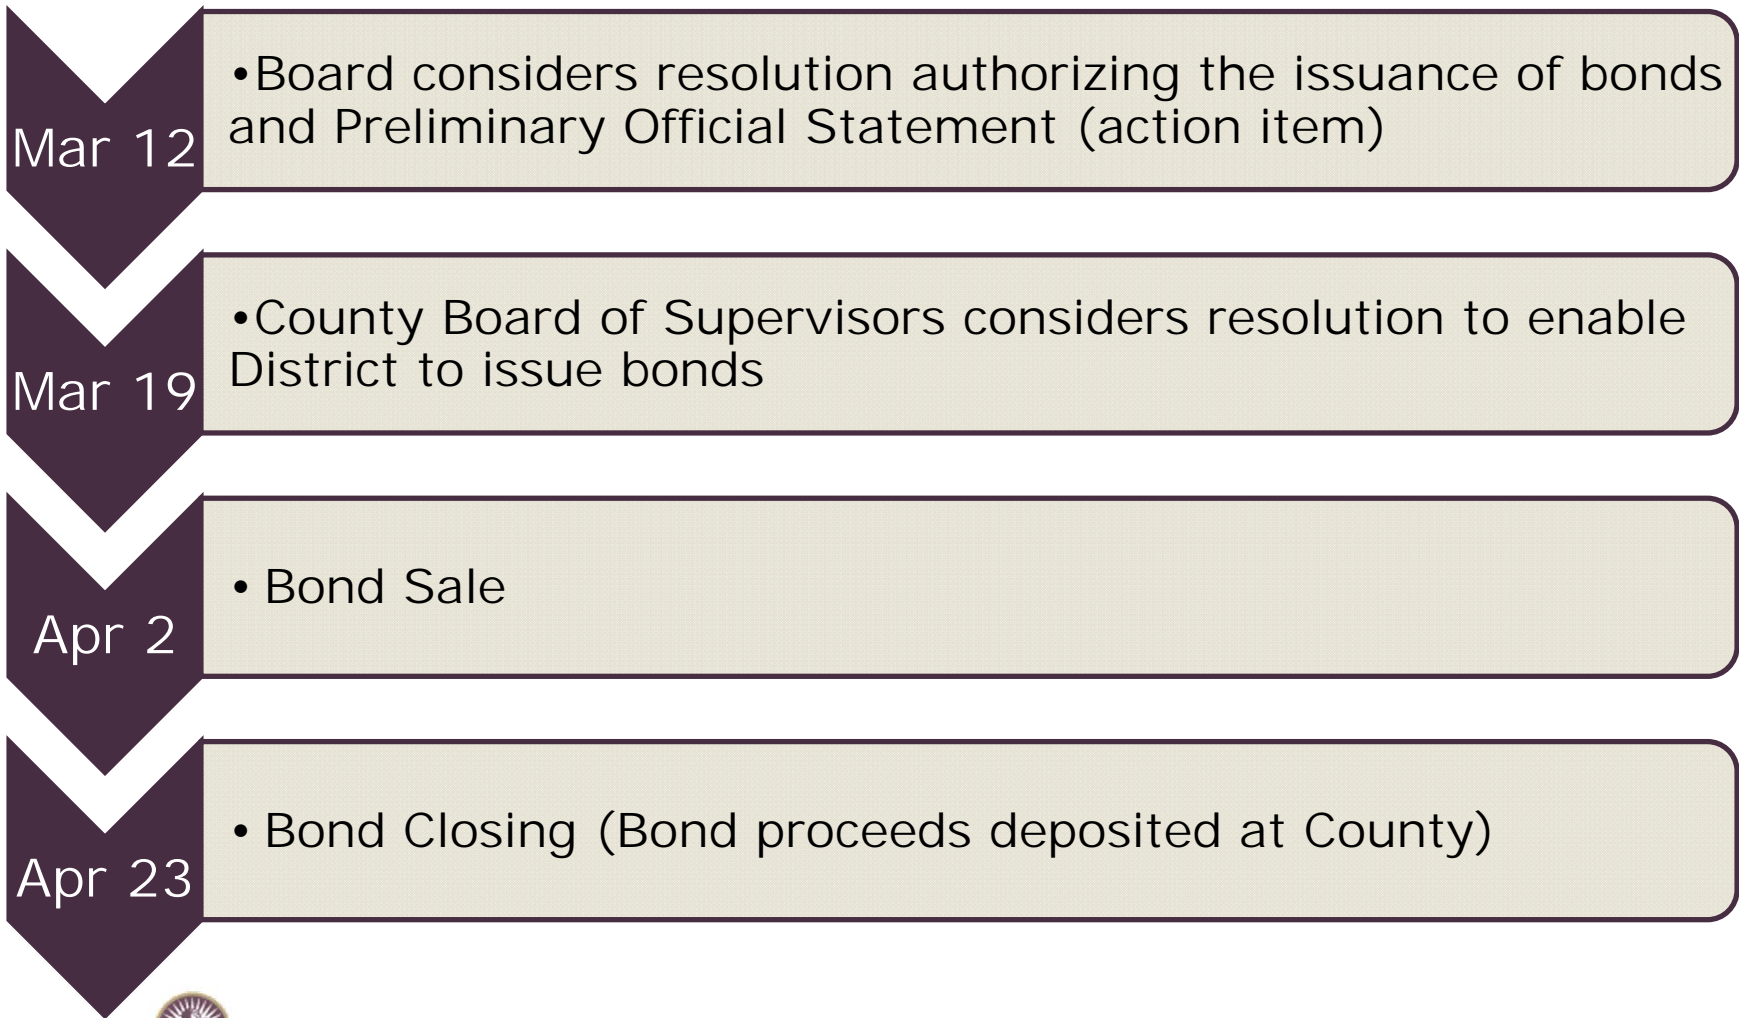 Mar 12
•Board considers resolution authorizing the issuance of bonds
and Preliminary Official Statement (action item)
Mar 19
•County Board of Supervisors considers resolution to enable
District to issue bonds
Apr 2
• Bond Sale
Apr 23
• Bond Closing (Bond proceeds deposited at County)